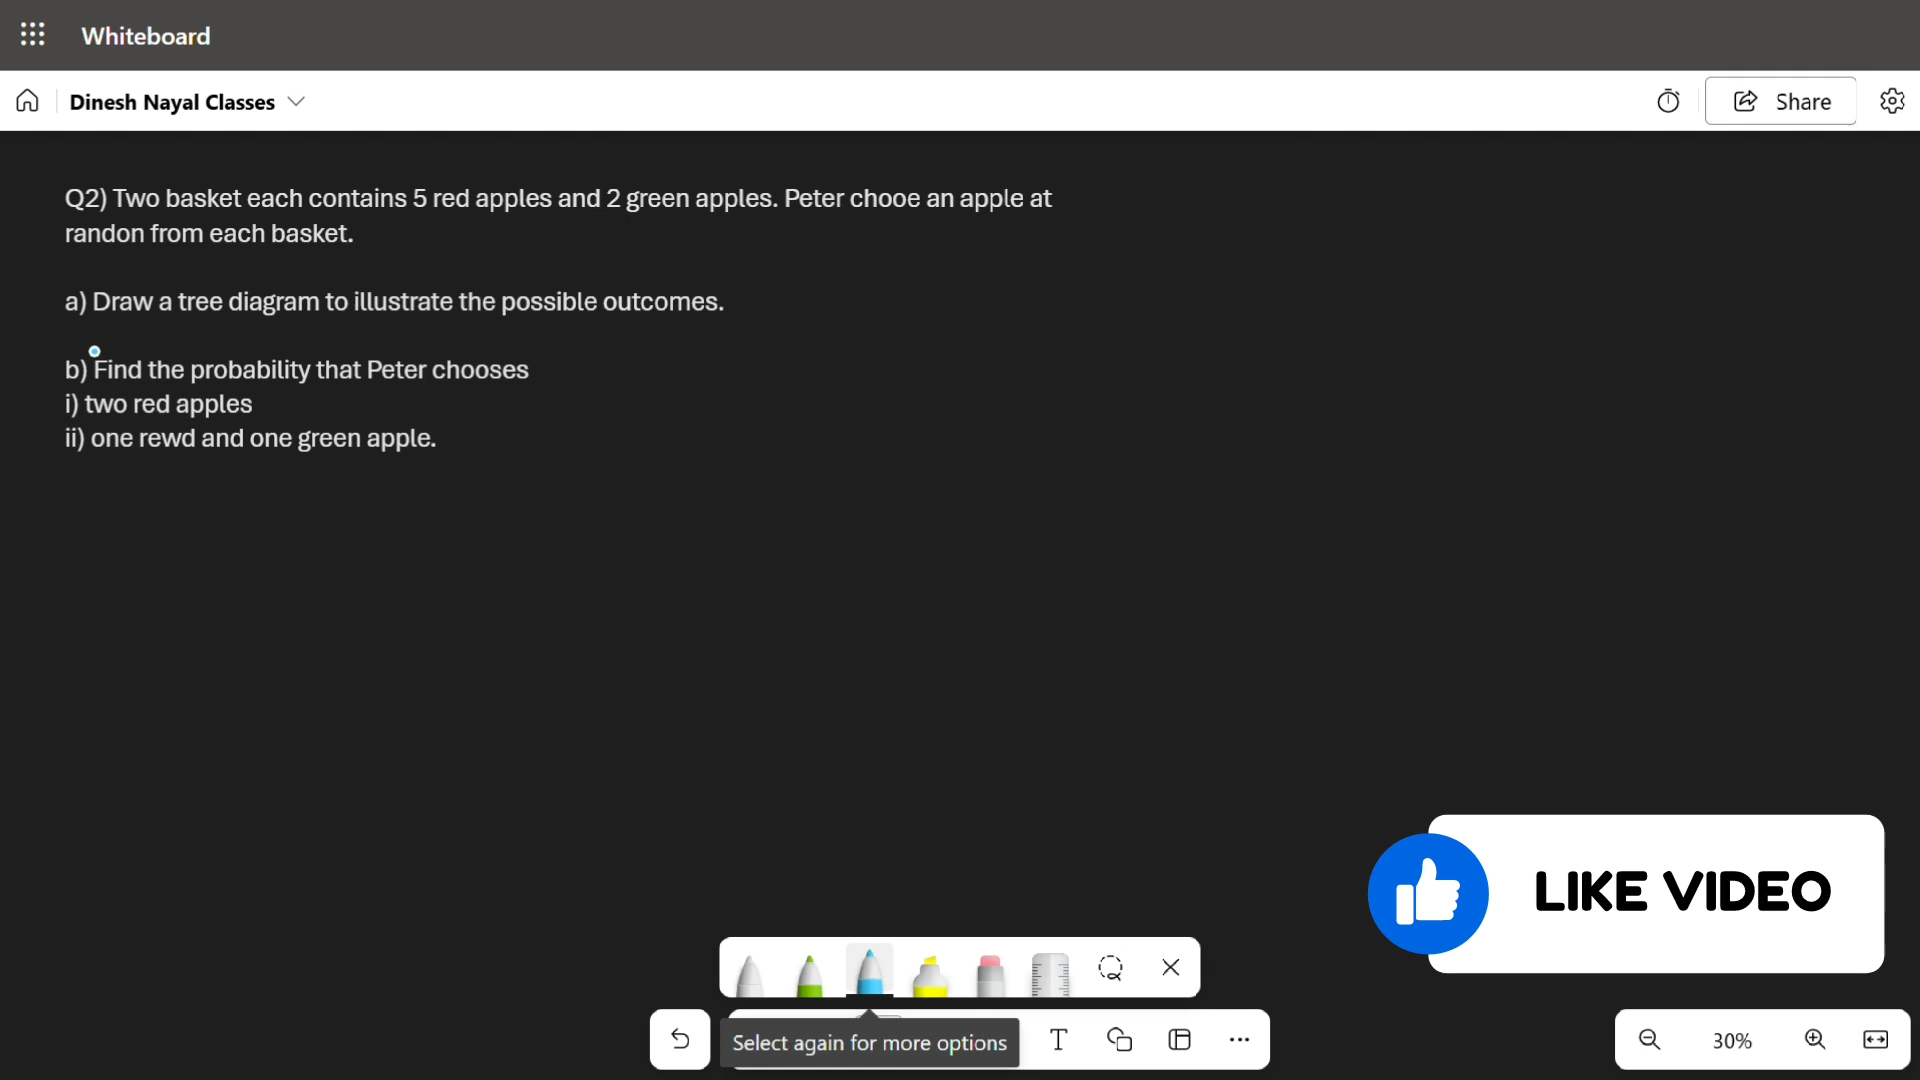 Whiteboard
Dinesh Nayal Classes
Share
Q2) Two basket each contains 5 red apples and 2 green apples. Peter chooe an apple at
randon from each basket.
a) Draw a tree diagram to illustrate the possible outcomes.
b) Find the probability that Peter chooses
i) two red apples
ii) one rewd and one green apple.
LIKE VIDEO
Select again for more options
T
30%